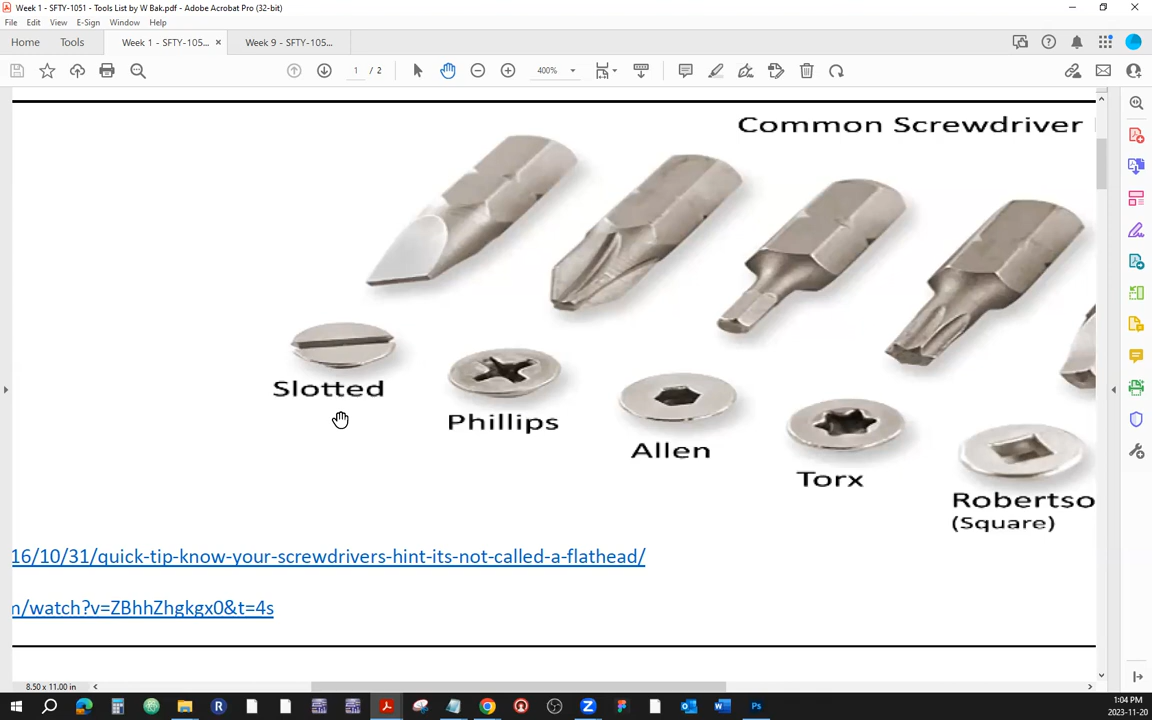 Week 1 - SFTY-1051 - Tools List by W Bak.pdf - Adobe Acrobat Pro (32-bit)
File Edit View E-Sign Window Help
Home Tools Week 1 - SFTY-105... × Week 9 - SFTY-105...
1 / 2 400%
Common Screwdriver
Slotted
Phillips
Allen
Torx
Robertso
(Square)
16/10/31/quick-tip-know-your-screwdrivers-hint-its-not-called-a-flathead/
m/watch?v=ZBhhZhgkgx0&t=4s
8.50 x 11.00 in
1:04 PM
2023-11-20